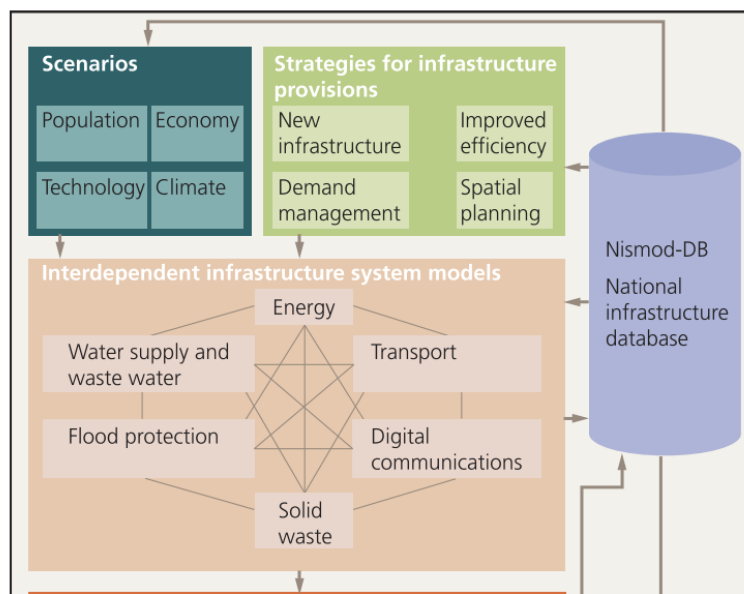 Scenarios
Population
Economy
Technology
Climate
Strategies for infrastructure
provisions
New
infrastructure
Improved
efficiency
Demand
management
Spatial
planning
Nismod-DB
National
infrastructure
database
Interdependent infrastructure system models
Energy
Water supply and
waste water
Transport
Flood protection
Digital
communications
Solid
waste